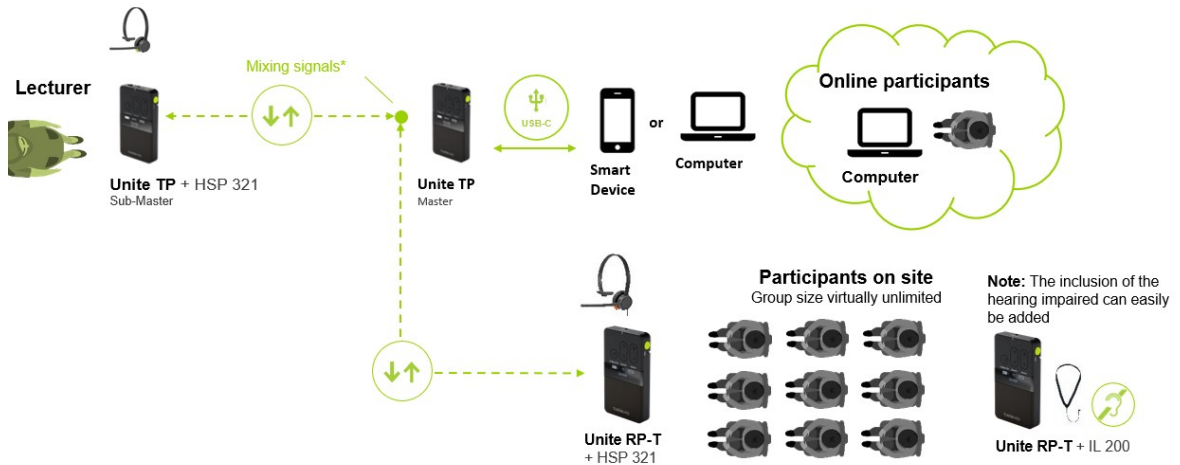 Lecturer
Mixing signals*
Unite TP + HSP 321
Sub-Master
Unite TP
Master
USB-C
Smart
Device
or
Computer
Online participants
Computer
Unite RP-T
+ HSP 321
Participants on site
Group size virtually unlimited
Note: The inclusion of the
hearing impaired can easily
be added
Unite RP-T + IL 200